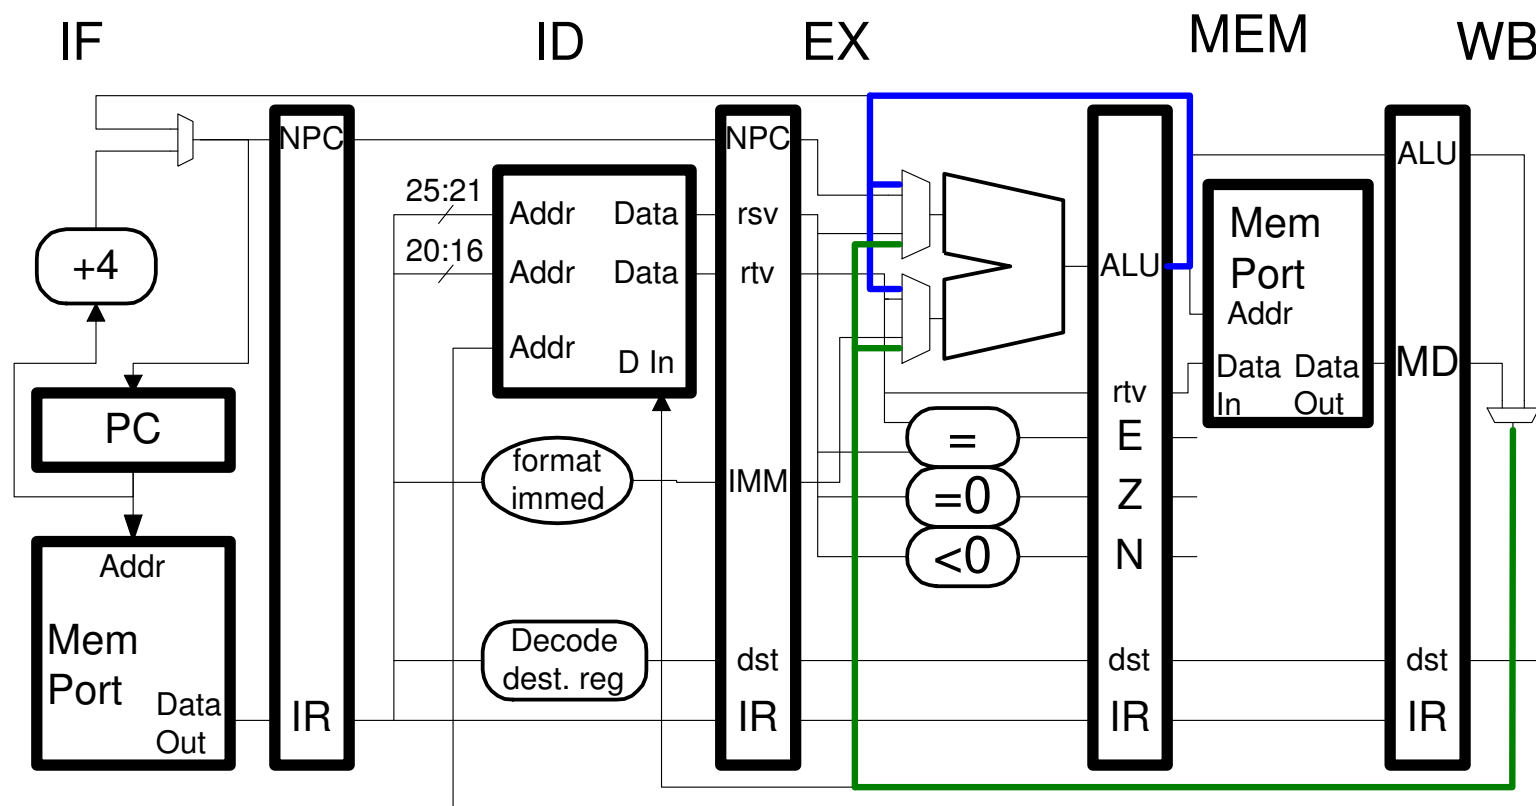 IF
ID
EX
MEM
WB
NPC
NPC
ALU
25:21
Addr
Data
rsv
20:16
Addr
Data
rtv
Mem
Port
+4
ALU
Addr
Addr
D In
Data
In
Data
Out
MD
PC
rtv
=
E
format
immed
IMM
=0
Z
<0
N
Addr
Mem
Port
Decode
dest. reg
dst
dst
dst
Data
Out
IR
IR
IR
IR